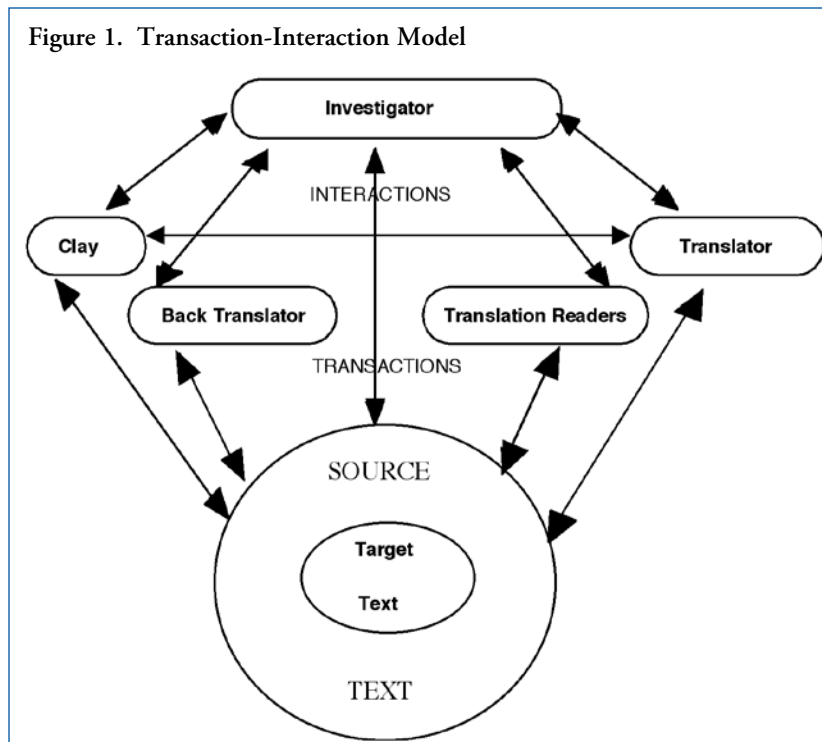 Figure 1. Transaction-Interaction Model
Investigator
INTERACTIONS
Clay
Translator
Back Translator
Translation Readers
TRANSACTIONS
SOURCE
Target
Text
TEXT